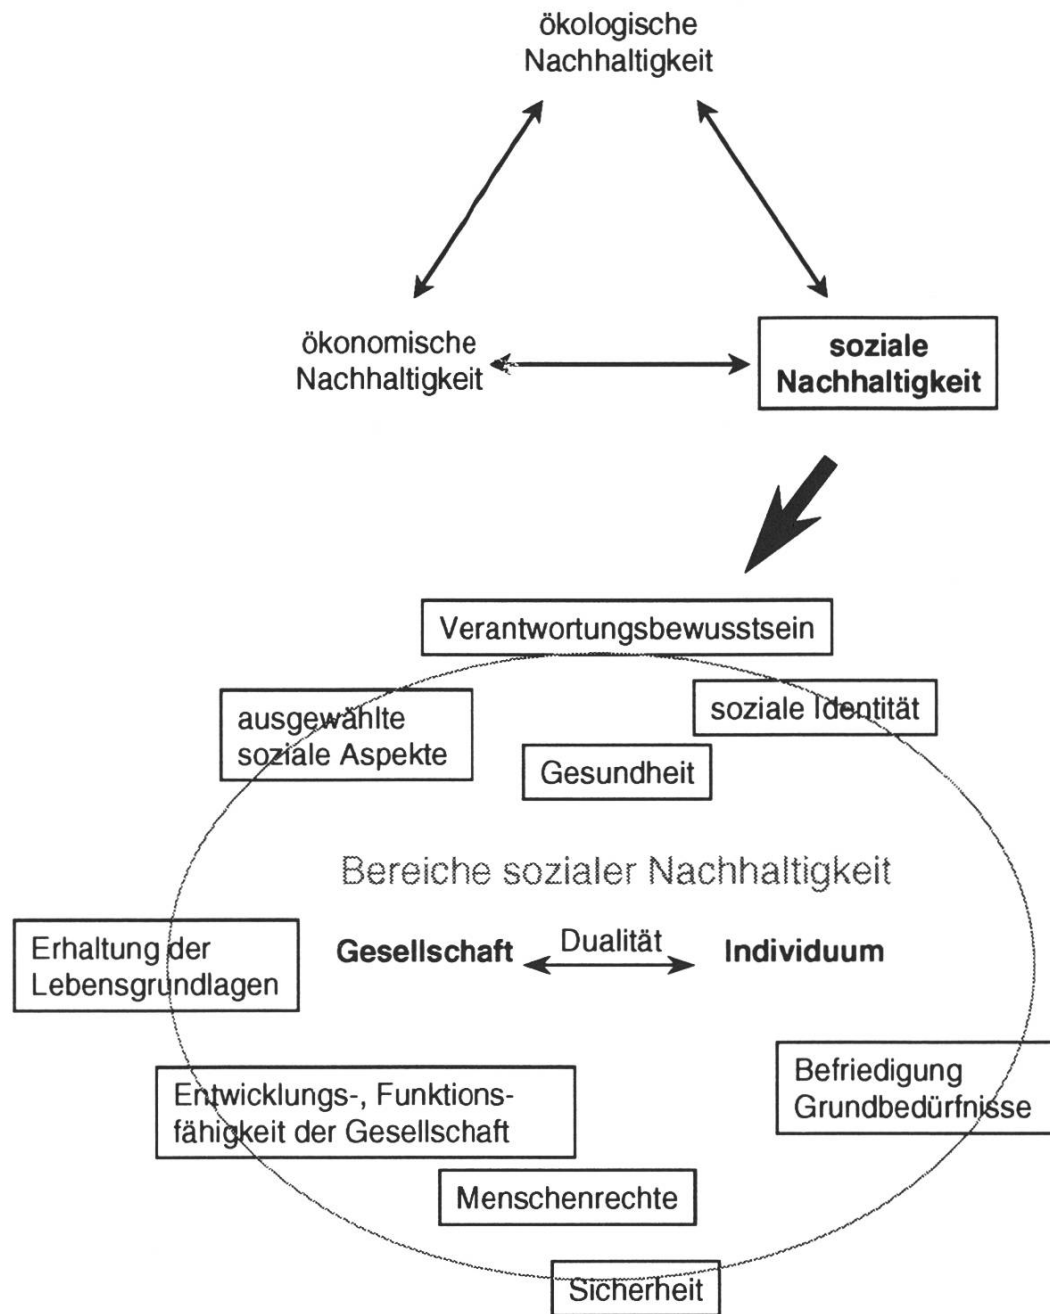 ökologische
Nachhaltigkeit
ökonomische
Nachhaltigkeit
soziale
Nachhaltigkeit
Verantwortungsbewusstsein
soziale Identität
ausgewählte
soziale Aspekte
Gesundheit
Bereiche sozialer Nachhaltigkeit
Erhaltung der
Lebensgrundlagen
Gesellschaft
Dualität
Individuum
Befriedigung
Grundbedürfnisse
Entwicklungs-, Funktions-
fähigkeit der Gesellschaft
Menschenrechte
Sicherheit